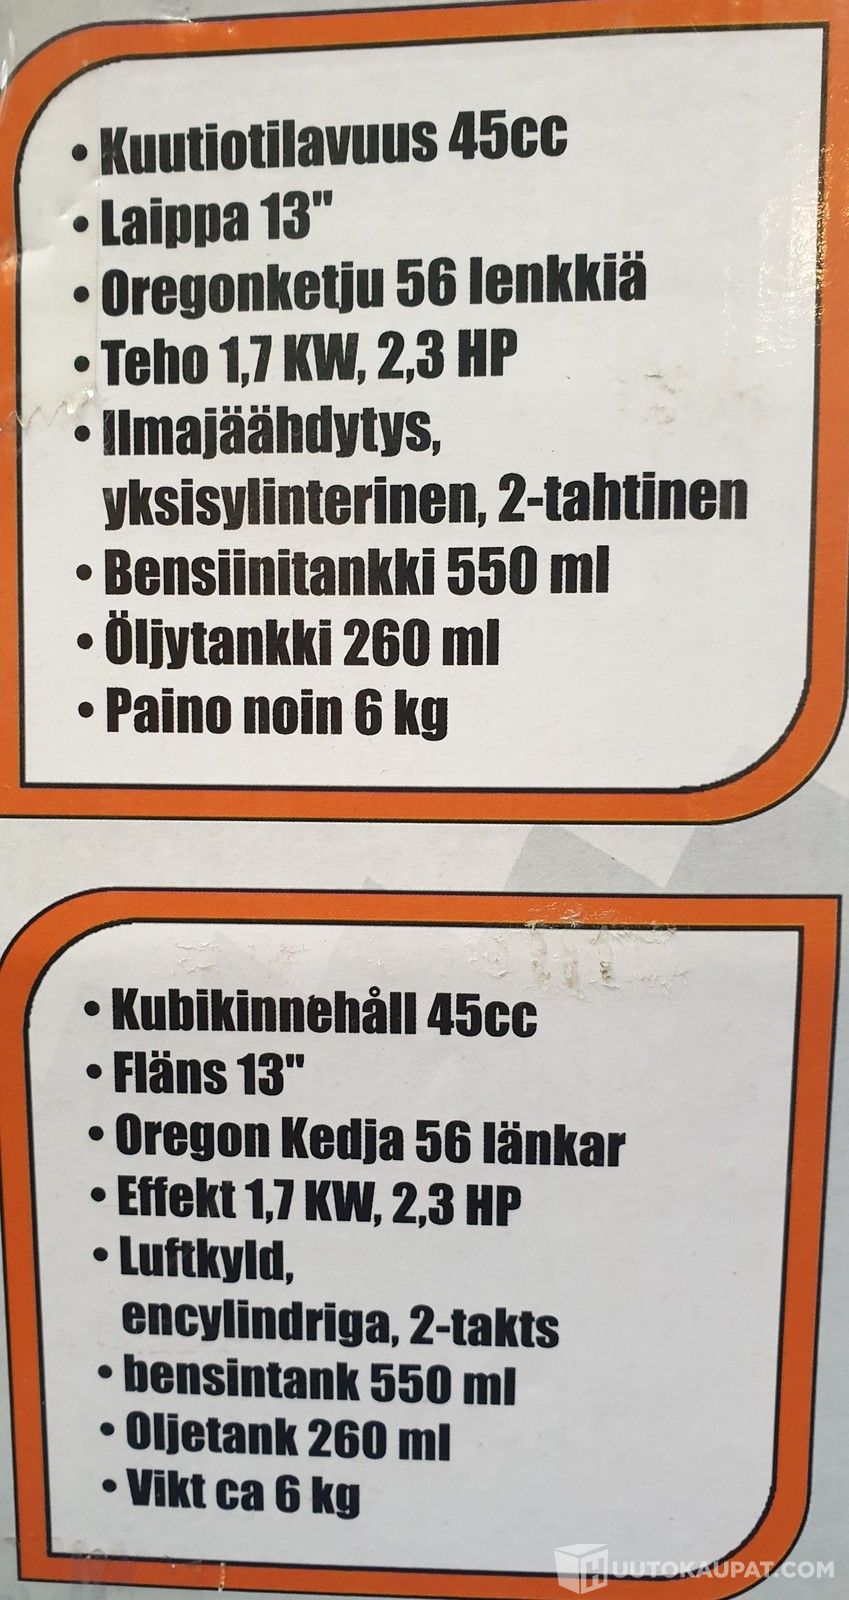 • Kuutiotilavuus 45cc
• Laippa 13"
• Oregonketju 56 lenkkiä
• Teho 1,7 KW, 2,3 HP
• Ilmajäähdytys,
yksisylinterinen, 2-tahtinen
• Bensiinitankki 550 ml
• Öljytankki 260 ml
• Paino noin 6 kg
• Kubikinnehåll 45cc
• Fläns 13"
• Oregon Kedja 56 länkar
• Effekt 1,7 KW, 2,3 HP
• Luftkyld,
encylindriga, 2-takts
• bensintank 550 ml
• Oljetank 260 ml
• Vikt ca 6 kg
HUUTOKAUPAT.COM